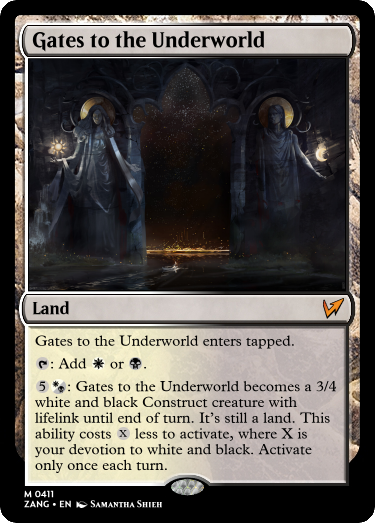 Gates to the Underworld
Land
Gates to the Underworld enters tapped.
: Add or .
5 : Gates to the Underworld becomes a 3/4
white and black Construct creature with
lifelink until end of turn. It's still a land. This
ability costs X less to activate, where X is
your devotion to white and black. Activate
only once each turn.
M 0411
ZANG • EN Samantha Shieh